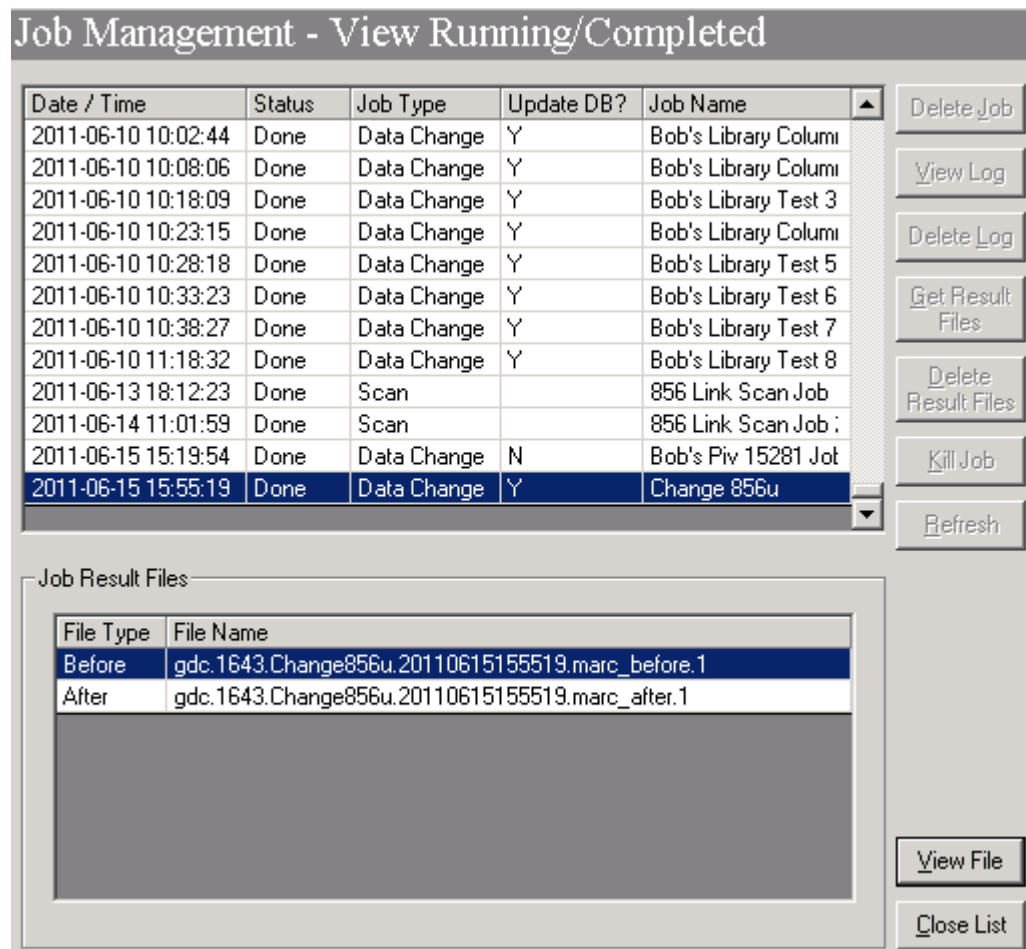 Job Management - View Running/Completed
Date / Time Status Job Type Update DB? Job Name
2011-06-10 10:02:44 Done Data Change Y Bob's Library
2011-06-10 10:08:06 Done Data Change Y Bob's Library
2011-06-10 10:18:09 Done Data Change Y Bob's Library Test 3
2011-06-10 10:23:15 Done Data Change Y Bob's Library
2011-06-10 10:28:18 Done Data Change Y Bob's Library Test 5
2011-06-10 10:33:23 Done Data Change Y Bob's Library Test 6
2011-06-10 10:38:27 Done Data Change Y Bob's Library Test 7
2011-06-10 11:18:32 Done Data Change Y Bob's Library Test 8
2011-06-13 18:12:23 Done Scan 856 Link Scan Job
2011-06-14 11:01:59 Done Scan 856 Link Scan Job
2011-06-15 15:19:54 Done Data Change N Bob's Piv 15281
2011-06-15 15:55:19 Done Data Change Y Change 856u
Delete Job
View Log
Delete Log
Get Result
Files
Delete
Result Files
Kill Job
Refresh
Job Result Files
File Type File Name
Before gdc.1643.Change856u.20110615155519.marc_before.1
After gdc.1643.Change856u.20110615155519.marc_after.1
View File
Close List